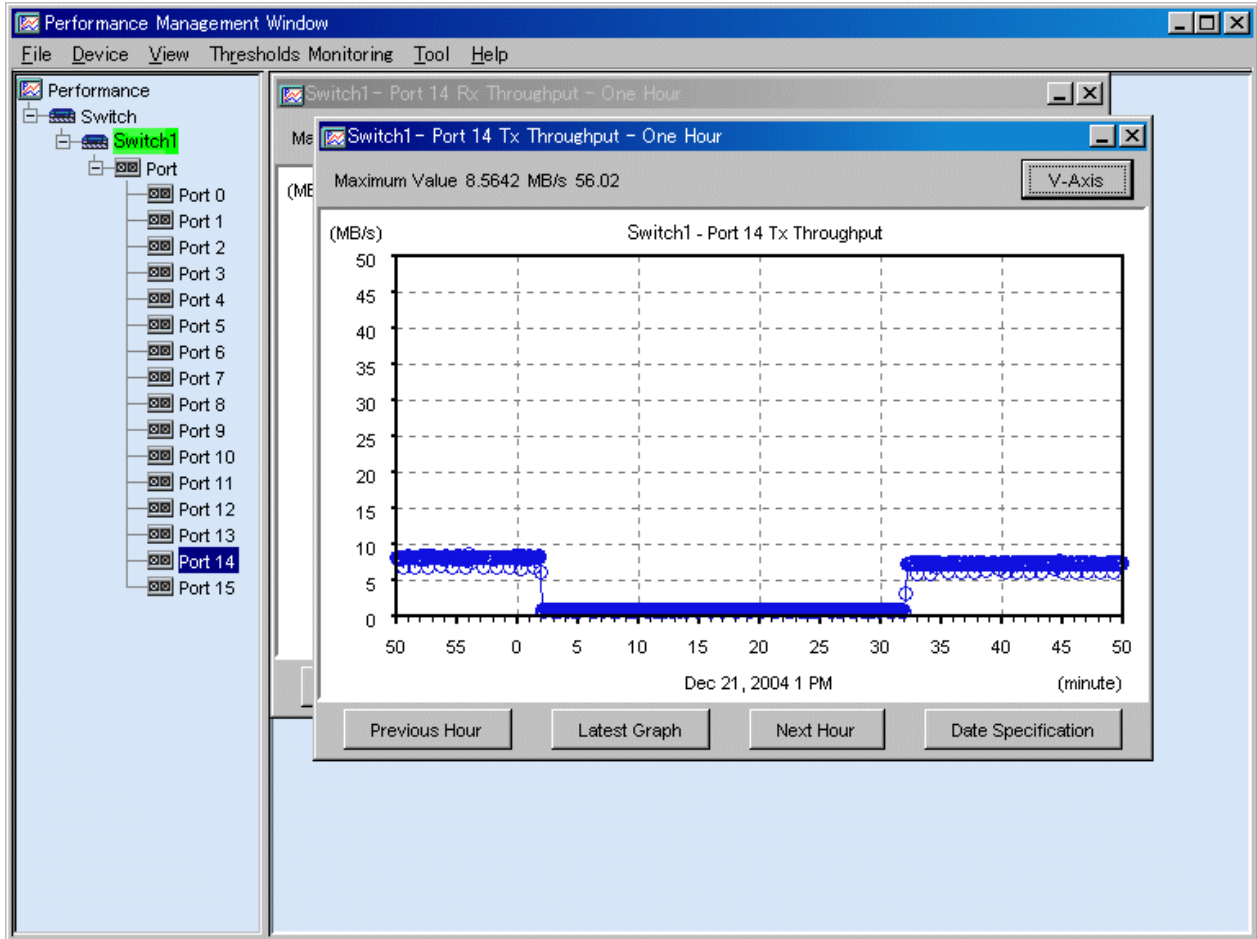 Performance Management Window
File Device View Thresholds Monitoring Tool Help
Performance
Switch
Switch1
Port
Port 0
Port 1
Port 2
Port 3
Port 4
Port 5
Port 6
Port 7
Port 8
Port 9
Port 10
Port 11
Port 12
Port 13
Port 14
Port 15
Switch1 - Port 14 Rx Throughput - One Hour
Ma
(ME
Switch1 - Port 14 Tx Throughput - One Hour
Maximum Value 8.5642 MB/s 56.02
V-Axis
(MB/s)
Switch1 - Port 14 Tx Throughput
50
45
40
35
30
25
20
15
10
5
0
50 55 0 5 10 15 20 25 30 35 40 45 50
Dec 21, 2004 1 PM
(minute)
Previous Hour
Latest Graph
Next Hour
Date Specification